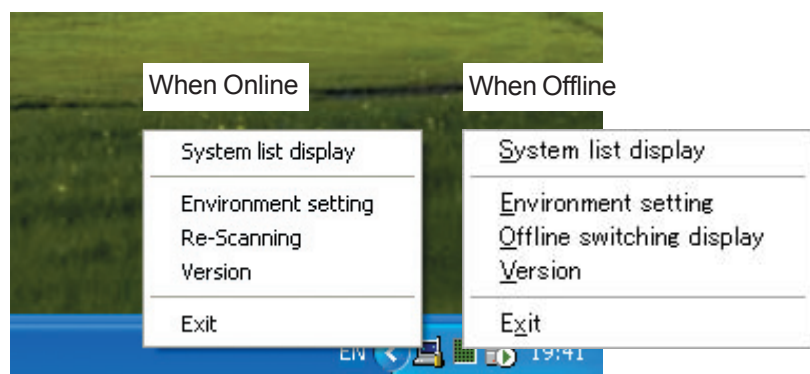 When Online
System list display
Environment setting
Re-Scanning
Version
Exit
When Offline
System list display
Environment setting
Offline switching display
Version
Exit
EN
19:41